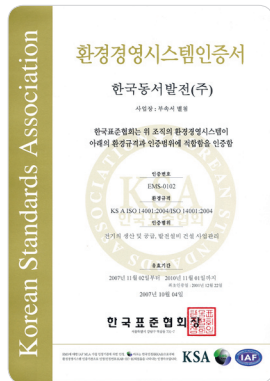 Korean Standards Association
환경경영시스템인증서
한국동서발전(주)
사업장 : 부속서 별첨
한국표준협회는 위 조직의 환경경영시스템이
아래의 환경규격과 인증범위에 적합함을 인증함
인증번호
EMS-0102
환경규격
KS A ISO 14001:2004/ISO 14001:2004
인증범위
전기의 생산 및 공급, 발전설비 건설 사업관리
유효기간
2007년 11월 02일부터 2010년 11월 01일까지
2007년 10월 04일
한국표준협회장
KSA
IAF